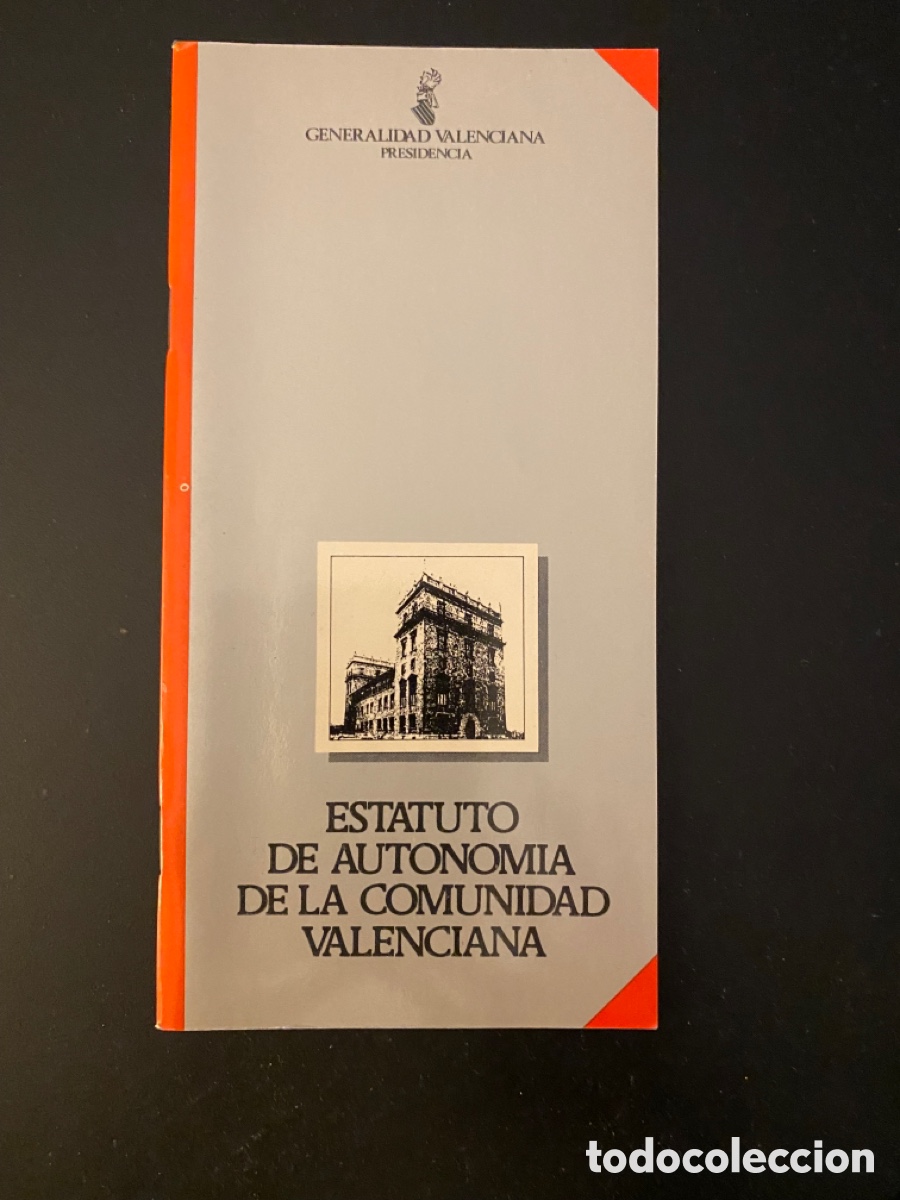 GENERALIDAD VALENCIANA
PRESIDENCIA
ESTATUTO
DE AUTONOMIA
DE LA COMUNIDAD
VALENCIANA
todocoleccion